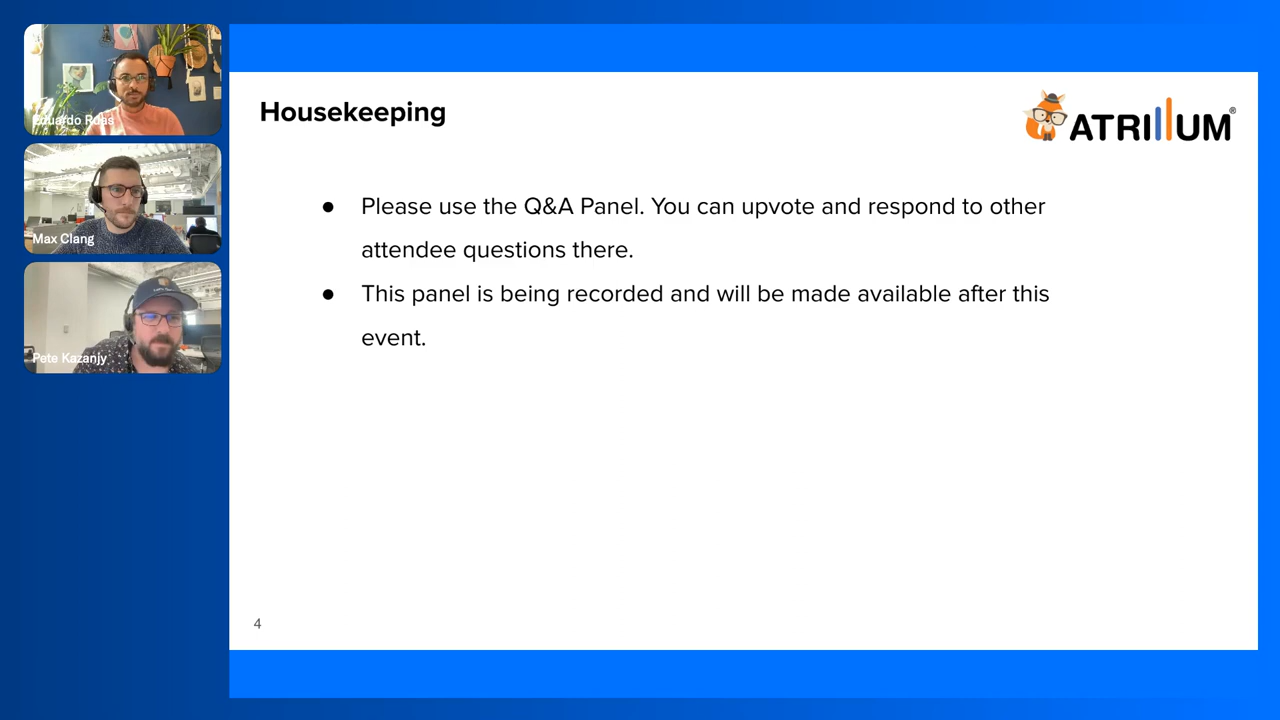 Eduardo Ruas
Max Clang
Pete Kazanjy
Housekeeping
ATRIUM®
● Please use the Q&A Panel. You can upvote and respond to other
attendee questions there.
● This panel is being recorded and will be made available after this
event.
4